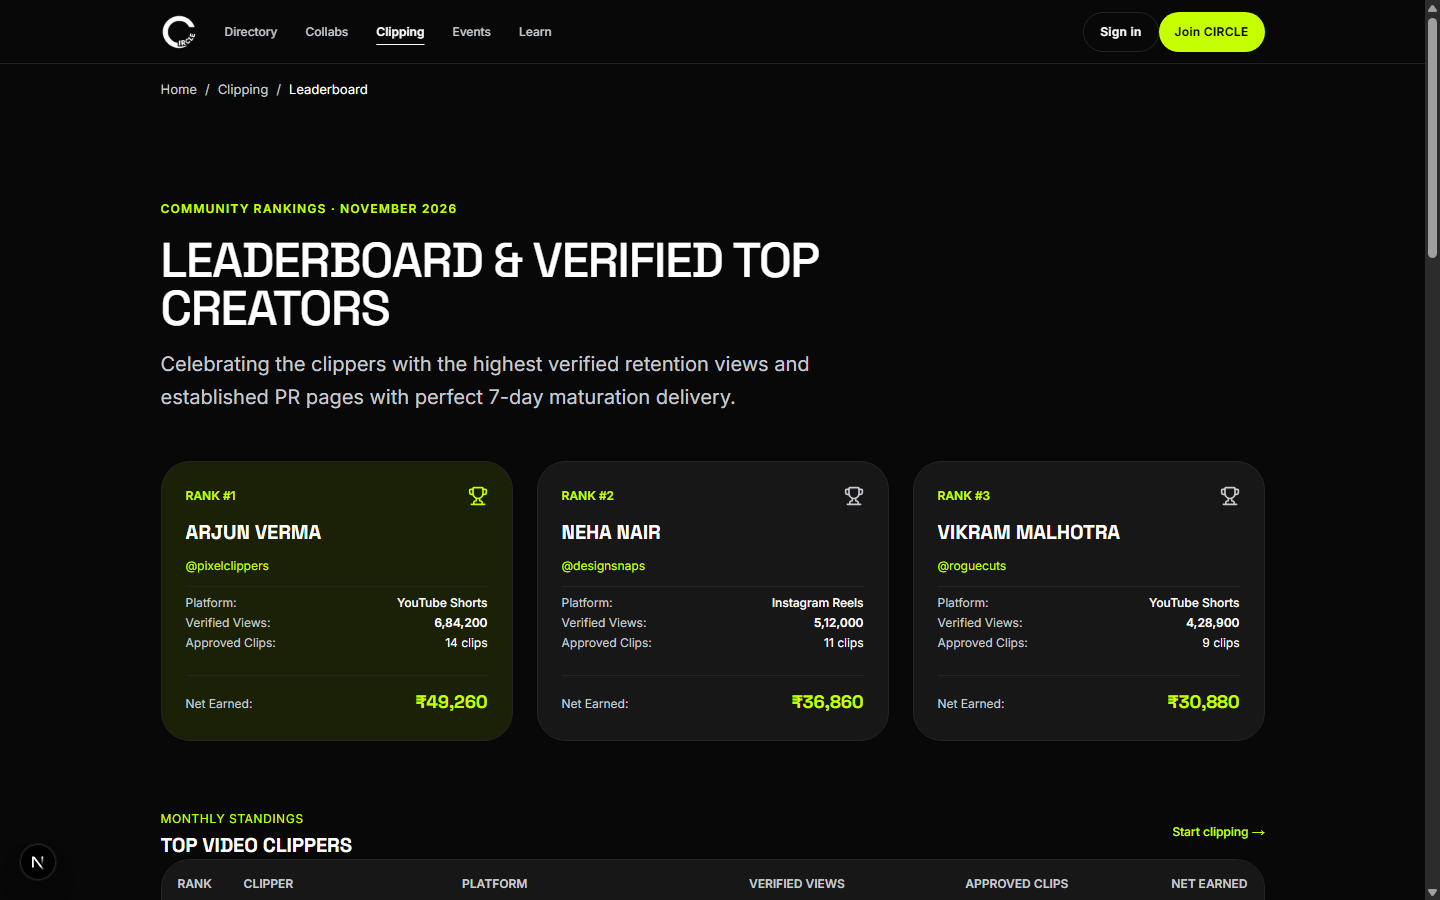 CIRCLE
Directory
Collabs
Clipping
Events
Learn
Sign in
Join CIRCLE
Home / Clipping / Leaderboard
COMMUNITY RANKINGS · NOVEMBER 2026
LEADERBOARD & VERIFIED TOP
CREATORS
Celebrating the clippers with the highest verified retention views and
established PR pages with perfect 7-day maturation delivery.
RANK #1
ARJUN VERMA
@pixelclippers
Platform: YouTube Shorts
Verified Views: 6,84,200
Approved Clips: 14 clips
Net Earned: ₹49,260
RANK #2
NEHA NAIR
@designsnaps
Platform: Instagram Reels
Verified Views: 5,12,000
Approved Clips: 11 clips
Net Earned: ₹36,860
RANK #3
VIKRAM MALHOTRA
@roguecuts
Platform: YouTube Shorts
Verified Views: 4,28,900
Approved Clips: 9 clips
Net Earned: ₹30,880
MONTHLY STANDINGS
TOP VIDEO CLIPPERS
Start clipping →
N
RANK CLIPPER PLATFORM VERIFIED VIEWS APPROVED CLIPS NET EARNED